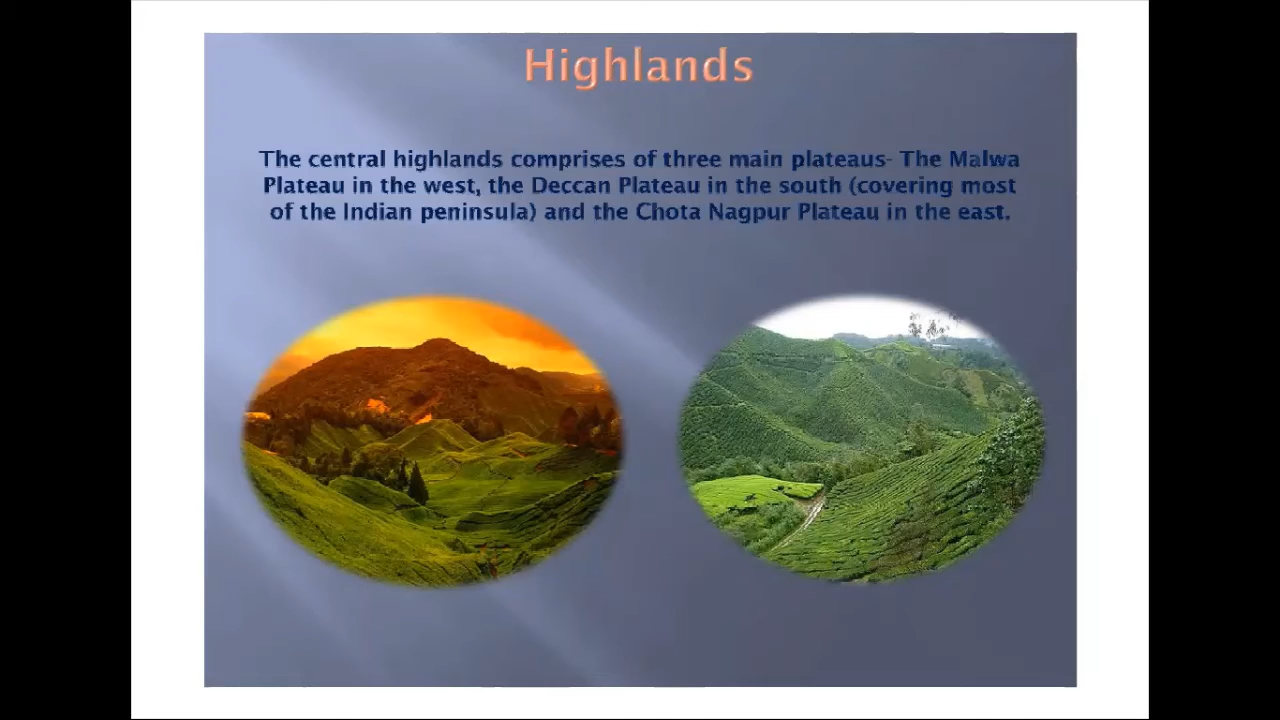 Highlands
The central highlands comprises of three main plateaus- The Malwa
Plateau in the west, the Deccan Plateau in the south (covering most
of the Indian peninsula) and the Chota Nagpur Plateau in the east.